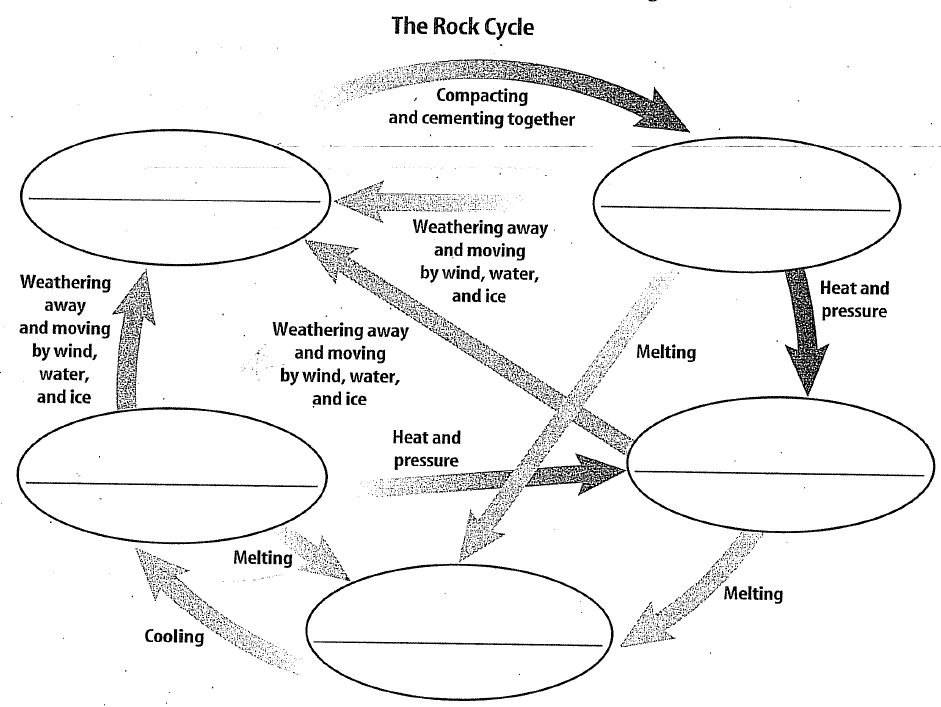 The Rock Cycle
Compacting
and cementing together
Weathering away
and moving
by wind, water,
and ice
Weathering
away
and moving
by wind,
water,
and ice
Heat and
pressure
Weathering away
and moving
by wind, water,
and ice
Melting
Heat and
pressure
Melting
Melting
Cooling